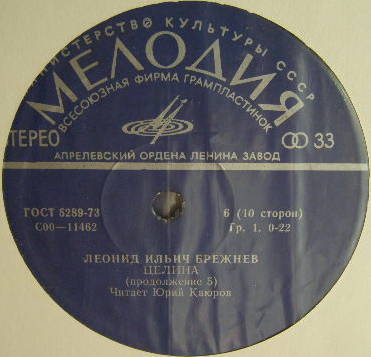 МИНИСТЕРСТВО КУЛЬТУРЫ СССР
МЕЛОДИЯ
ВСЕСОЮЗНАЯ ФИРМА ГРАМПЛАСТИНОК
СТЕРЕО
33
АПРЕЛЕВСКИЙ ОРДЕНА ЛЕНИНА ЗАВОД
ГОСТ 5289-73
С00—11462
6 (10 сторон)
Гр. 1. 0-22
ЛЕОНИД ИЛЬИЧ БРЕЖНЕВ
ЦЕЛИНА
(продолжение 5)
Читает Юрий Каюров